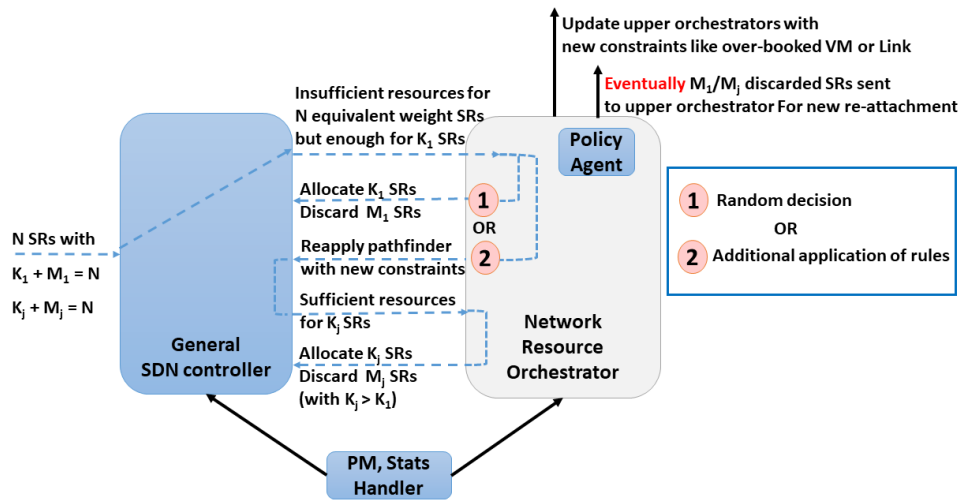 Update upper orchestrators with
new constraints like over-booked VM or Link
Eventually M₁/Mⱼ discarded SRs sent
to upper orchestrator For new re-attachment
Insufficient resources for
N equivalent weight SRs
but enough for K₁ SRs
Policy
Agent
Allocate K₁ SRs
Discard M₁ SRs
1
OR
Reapply pathfinder
with new constraints
2
Sufficient resources
for Kⱼ SRs
Allocate Kⱼ SRs
Discard Mⱼ SRs
(with Kⱼ > K₁)
N SRs with
K₁ + M₁ = N
Kⱼ + Mⱼ = N
General
SDN controller
Network
Resource
Orchestrator
1 Random decision
OR
2 Additional application of rules
PM, Stats
Handler